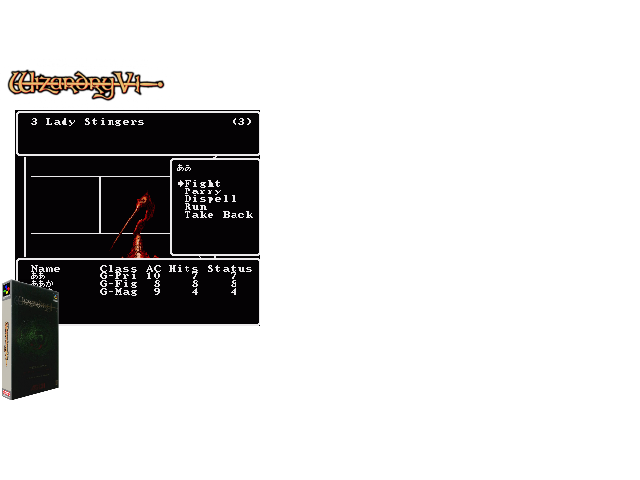 Wizardry VI
3 Lady Stingers (3)
ああ
Fight
Parry
Dispell
Run
Take Back
Name Class AC Hits Status
ああ G-Pri 10 7 7
ああか G-Fig 8 8 8
G-Mag 9 4 4